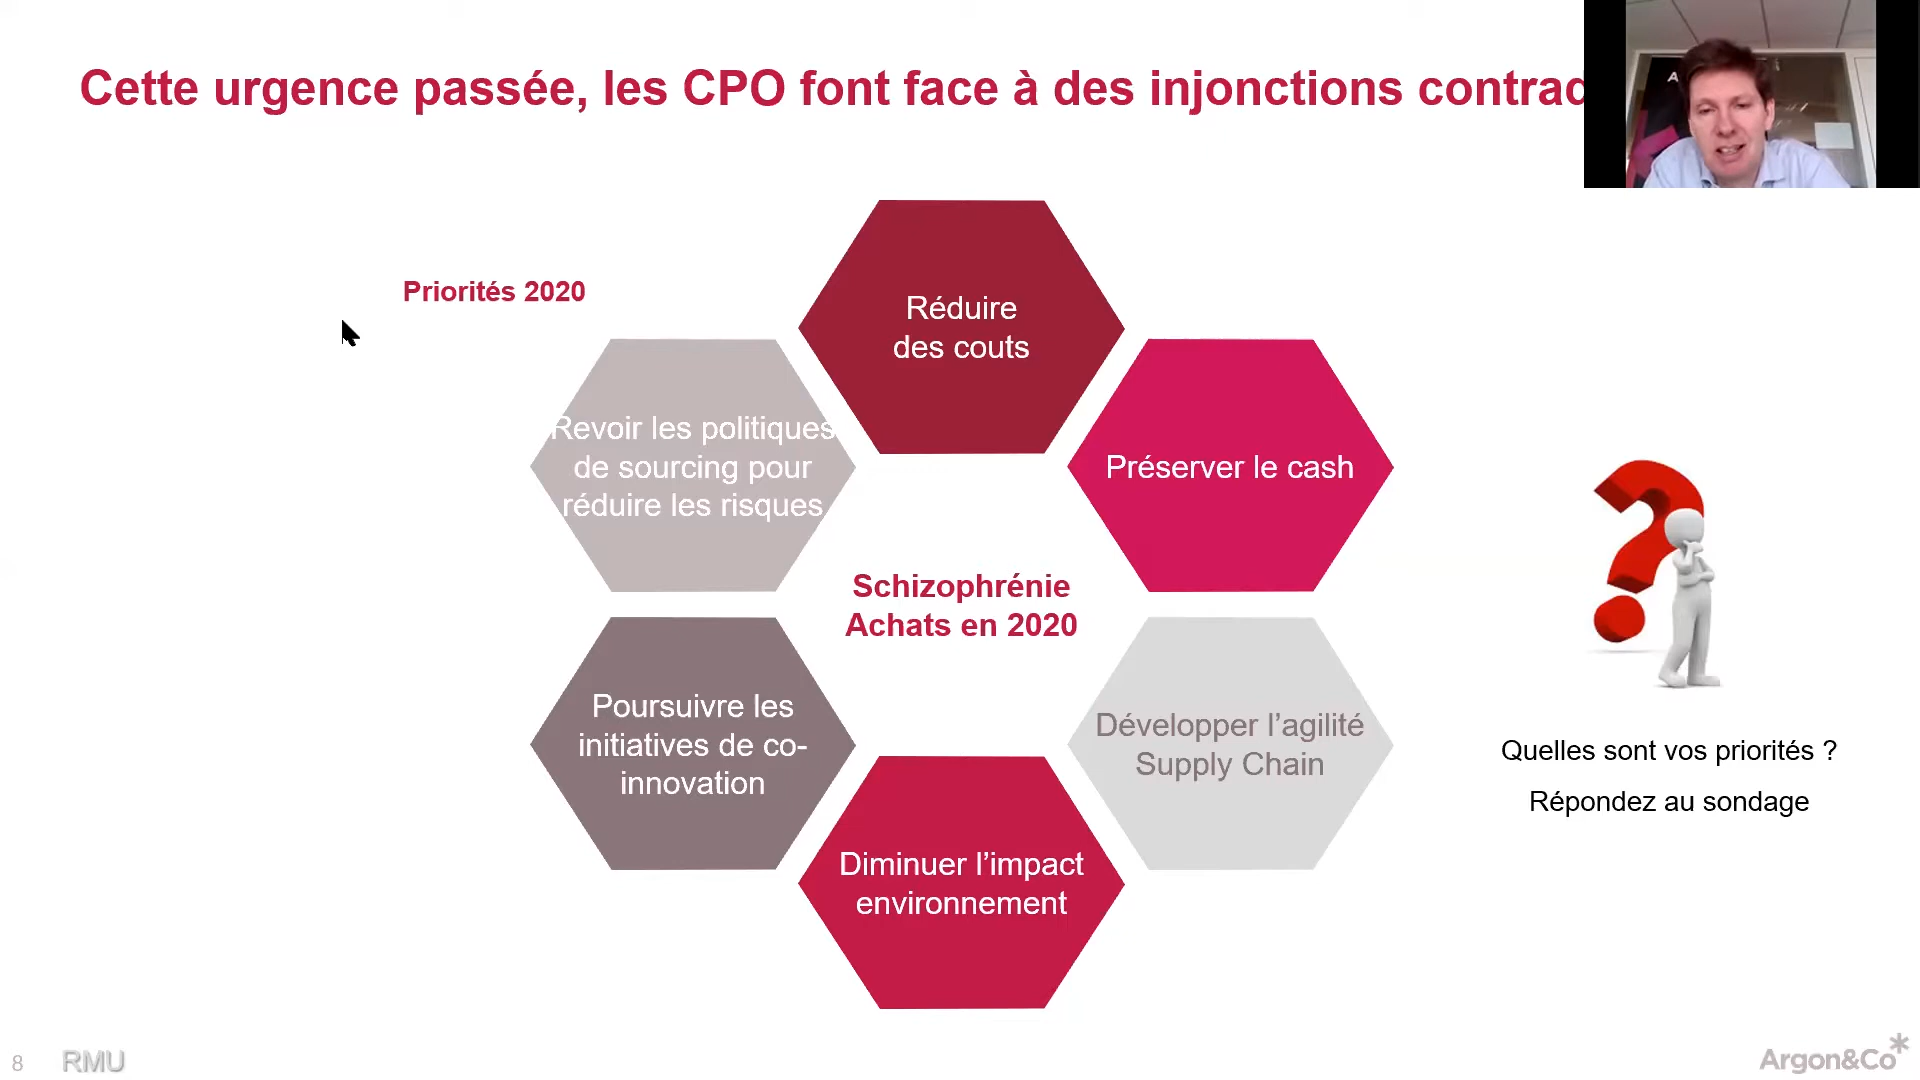 Cette urgence passée, les CPO font face à des injonctions contrad
A
Priorités 2020
Réduire
des couts
Revoir les politiques
de sourcing pour
réduire les risques
Préserver le cash
Schizophrénie
Achats en 2020
Poursuivre les
initiatives de co-
innovation
Développer l’agilité
Supply Chain
Diminuer l’impact
environnement
Quelles sont vos priorités ?
Répondez au sondage
8
RMU
Argon&Co*